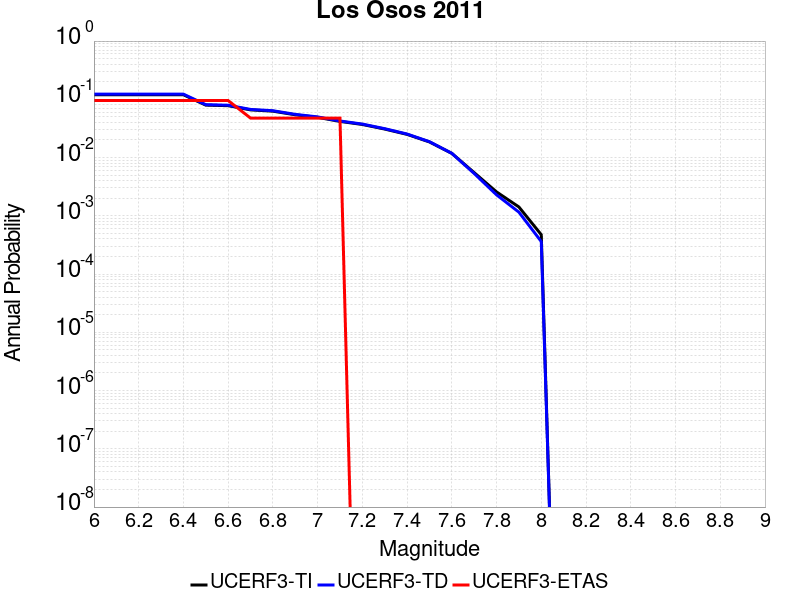 Los Osos 2011
10^0
10^-1
10^-2
10^-3
10^-4
10^-5
10^-6
10^-7
10^-8
Annual Probability
6 6.2 6.4 6.6 6.8 7 7.2 7.4 7.6 7.8 8 8.2 8.4 8.6 8.8 9
Magnitude
UCERF3-TI UCERF3-TD UCERF3-ETAS